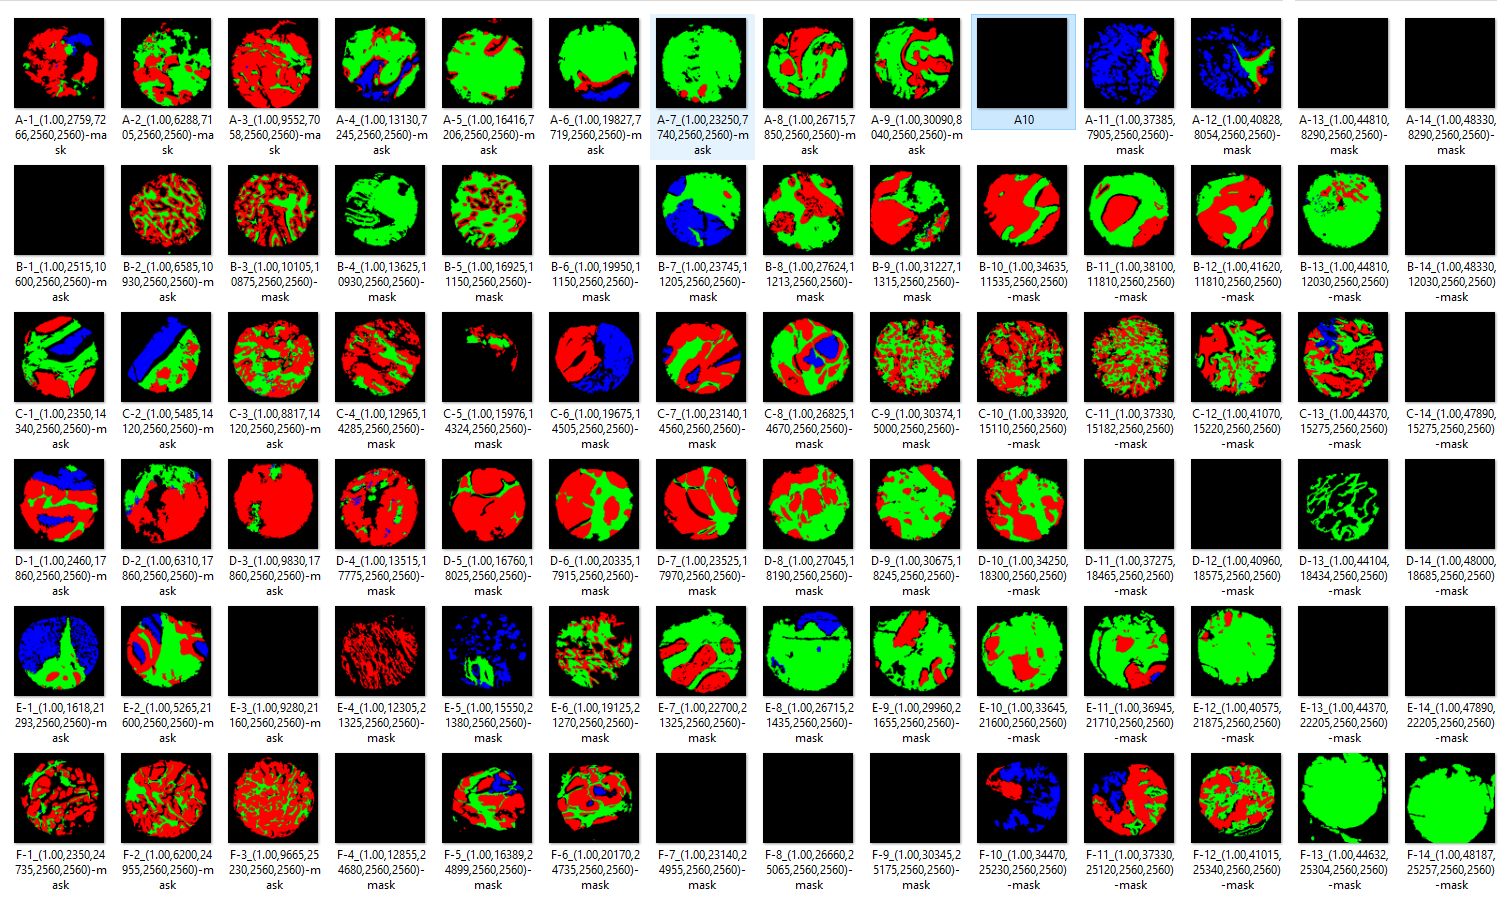 A-1_(1.00,2759,72
66,2560,2560)-ma
sk
A-2_(1.00,6288,71
05,2560,2560)-ma
sk
A-3_(1.00,9552,70
58,2560,2560)-ma
sk
A-4_(1.00,13130,7
245,2560,2560)-m
ask
A-5_(1.00,16416,7
206,2560,2560)-m
ask
A-6_(1.00,19827,7
719,2560,2560)-m
ask
A-7_(1.00,23250,7
740,2560,2560)-m
ask
A-8_(1.00,26715,7
850,2560,2560)-m
ask
A-9_(1.00,30090,8
040,2560,2560)-m
ask
A10
A-11_(1.00,37385,
7905,2560,2560)-
mask
A-12_(1.00,40828,
8054,2560,2560)-
mask
A-13_(1.00,44810,
8290,2560,2560)-
mask
A-14_(1.00,48330,
8290,2560,2560)-
mask
B-1_(1.00,2515,10
600,2560,2560)-m
ask
B-2_(1.00,6585,10
930,2560,2560)-m
ask
B-3_(1.00,10105,1
0875,2560,2560)-
mask
B-4_(1.00,13625,1
0930,2560,2560)-
mask
B-5_(1.00,16925,1
1150,2560,2560)-
mask
B-6_(1.00,19950,1
1150,2560,2560)-
mask
B-7_(1.00,23745,1
1205,2560,2560)-
mask
B-8_(1.00,27624,1
1213,2560,2560)-
mask
B-9_(1.00,31227,1
1315,2560,2560)-
mask
B-10_(1.00,34635,
11535,2560,2560)
-mask
B-11_(1.00,38100,
11810,2560,2560)
-mask
B-12_(1.00,41620,
11810,2560,2560)
-mask
B-13_(1.00,44810,
12030,2560,2560)
-mask
B-14_(1.00,48330,
12030,2560,2560)
-mask
C-1_(1.00,2350,14
340,2560,2560)-m
ask
C-2_(1.00,5485,14
120,2560,2560)-m
ask
C-3_(1.00,8817,14
120,2560,2560)-m
ask
C-4_(1.00,12965,1
4285,2560,2560)-
mask
C-5_(1.00,15976,1
4324,2560,2560)-
mask
C-6_(1.00,19675,1
4505,2560,2560)-
mask
C-7_(1.00,23140,1
4560,2560,2560)-
mask
C-8_(1.00,26825,1
4670,2560,2560)-
mask
C-9_(1.00,30374,1
5000,2560,2560)-
mask
C-10_(1.00,33920,
15110,2560,2560)
-mask
C-11_(1.00,37330,
15182,2560,2560)
-mask
C-12_(1.00,41070,
15220,2560,2560)
-mask
C-13_(1.00,44370,
15275,2560,2560)
-mask
C-14_(1.00,47890,
15275,2560,2560)
-mask
D-1_(1.00,2460,17
860,2560,2560)-m
ask
D-2_(1.00,6310,17
860,2560,2560)-m
ask
D-3_(1.00,9830,17
860,2560,2560)-m
ask
D-4_(1.00,13515,1
7775,2560,2560)-
mask
D-5_(1.00,16760,1
8025,2560,2560)-
mask
D-6_(1.00,20335,1
7915,2560,2560)-
mask
D-7_(1.00,23525,1
7970,2560,2560)-
mask
D-8_(1.00,27045,1
8190,2560,2560)-
mask
D-9_(1.00,30675,1
8245,2560,2560)-
mask
D-10_(1.00,34250,
18300,2560,2560)
-mask
D-11_(1.00,37275,
18465,2560,2560)
-mask
D-12_(1.00,40960,
18575,2560,2560)
-mask
D-13_(1.00,44104,
18434,2560,2560)
-mask
D-14_(1.00,48000,
18685,2560,2560)
-mask
E-1_(1.00,1618,21
293,2560,2560)-m
ask
E-2_(1.00,5265,21
600,2560,2560)-m
ask
E-3_(1.00,9280,21
160,2560,2560)-m
ask
E-4_(1.00,12305,2
1325,2560,2560)-
mask
E-5_(1.00,15550,2
1380,2560,2560)-
mask
E-6_(1.00,19125,2
1270,2560,2560)-
mask
E-7_(1.00,22700,2
1325,2560,2560)-
mask
E-8_(1.00,26715,2
1435,2560,2560)-
mask
E-9_(1.00,29960,2
1655,2560,2560)-
mask
E-10_(1.00,33645,
21600,2560,2560)
-mask
E-11_(1.00,36945,
21710,2560,2560)
-mask
E-12_(1.00,40575,
21875,2560,2560)
-mask
E-13_(1.00,44370,
22205,2560,2560)
-mask
E-14_(1.00,47890,
22205,2560,2560)
-mask
F-1_(1.00,2350,24
735,2560,2560)-m
ask
F-2_(1.00,6200,24
955,2560,2560)-m
ask
F-3_(1.00,9665,25
230,2560,2560)-m
ask
F-4_(1.00,12855,2
4680,2560,2560)-
mask
F-5_(1.00,16389,2
4899,2560,2560)-
mask
F-6_(1.00,20170,2
4735,2560,2560)-
mask
F-7_(1.00,23140,2
4955,2560,2560)-
mask
F-8_(1.00,26660,2
5065,2560,2560)-
mask
F-9_(1.00,30345,2
5175,2560,2560)-
mask
F-10_(1.00,34470,
25230,2560,2560)
-mask
F-11_(1.00,37330,
25120,2560,2560)
-mask
F-12_(1.00,41015,
25340,2560,2560)
-mask
F-13_(1.00,44632,
25304,2560,2560)
-mask
F-14_(1.00,48187,
25257,2560,2560)
-mask